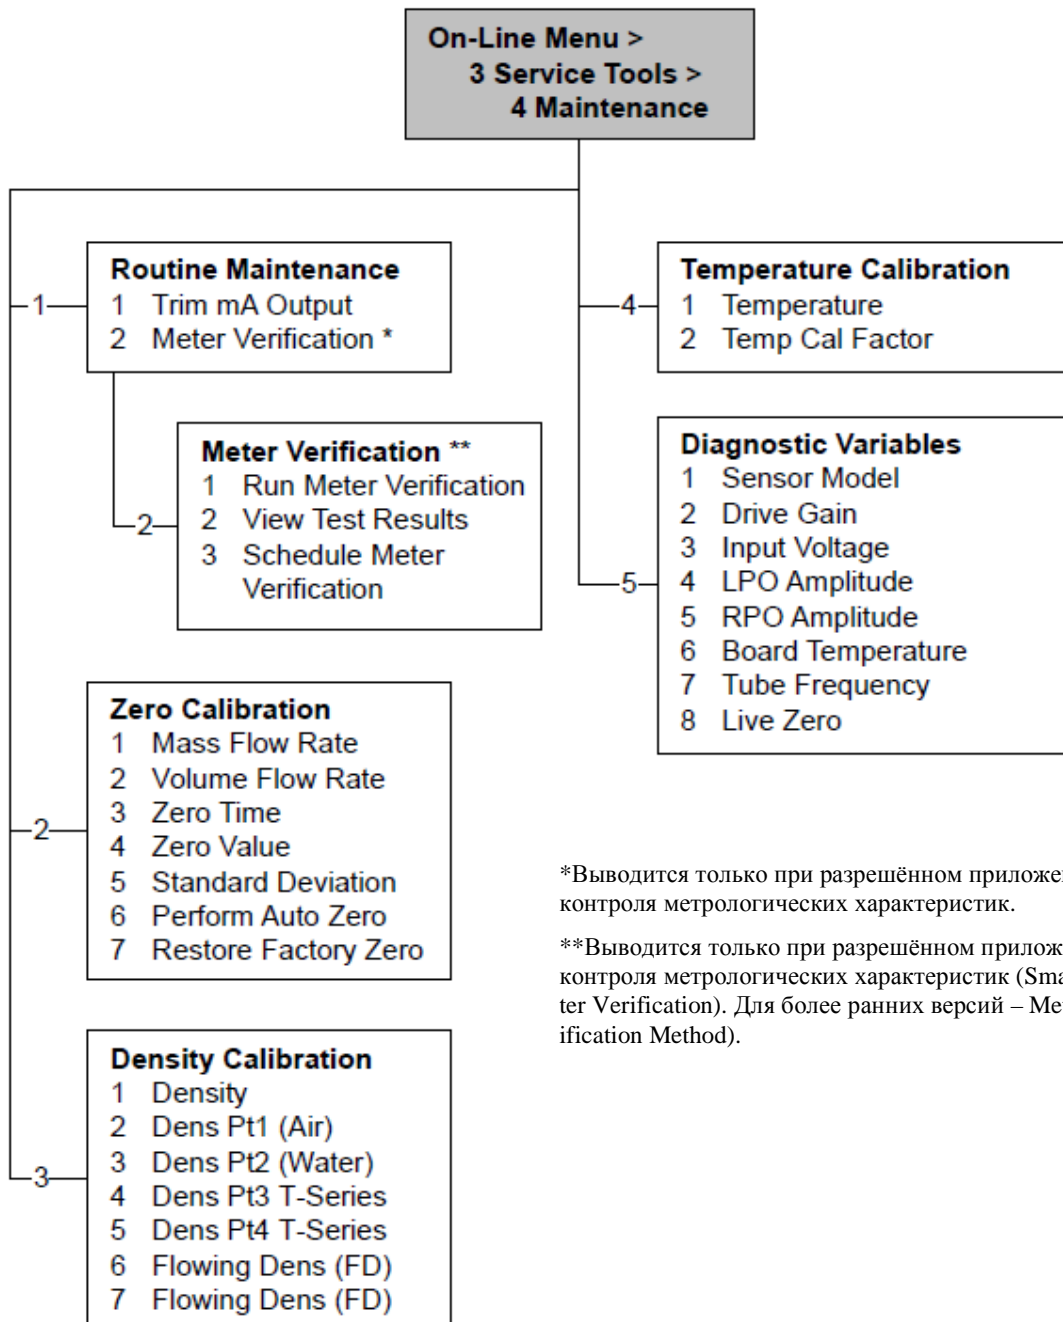 On-Line Menu >
3 Service Tools >
4 Maintenance
1
Routine Maintenance
1 Trim mA Output
2 Meter Verification *
2
Meter Verification **
1 Run Meter Verification
2 View Test Results
3 Schedule Meter
Verification
2
Zero Calibration
1 Mass Flow Rate
2 Volume Flow Rate
3 Zero Time
4 Zero Value
5 Standard Deviation
6 Perform Auto Zero
7 Restore Factory Zero
3
Density Calibration
1 Density
2 Dens Pt1 (Air)
3 Dens Pt2 (Water)
4 Dens Pt3 T-Series
5 Dens Pt4 T-Series
6 Flowing Dens (FD)
7 Flowing Dens (FD)
4
Temperature Calibration
1 Temperature
2 Temp Cal Factor
5
Diagnostic Variables
1 Sensor Model
2 Drive Gain
3 Input Voltage
4 LPO Amplitude
5 RPO Amplitude
6 Board Temperature
7 Tube Frequency
8 Live Zero
*Выводится только при разрешённом приложе
контроля метрологических характеристик.
**Выводится только при разрешённом прилож
контроля метрологических характеристик (Sma
ter Verification). Для более ранних версий – Me
ification Method).